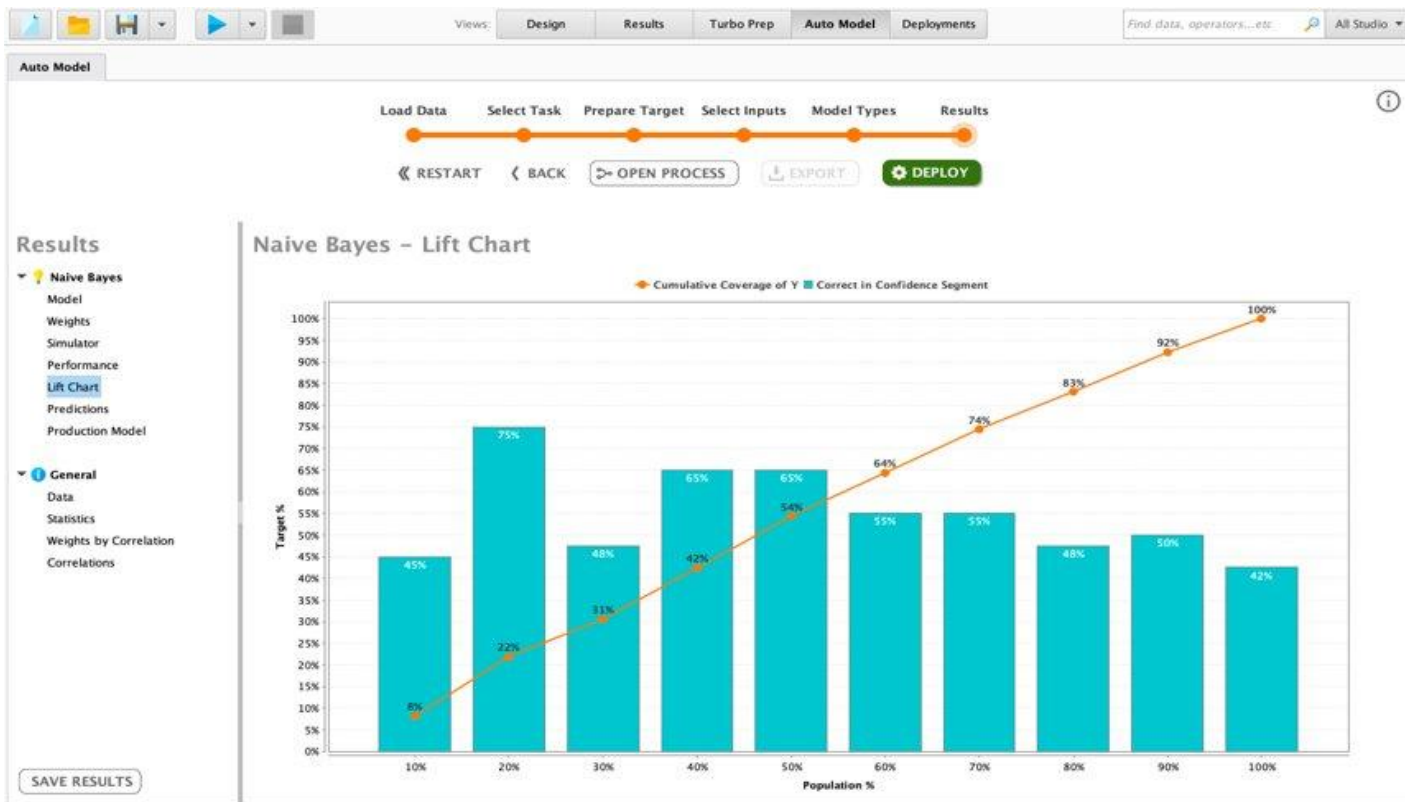 Views: Design Results Turbo Prep Auto Model Deployments Find data, operators...etc All Studio
Auto Model
Load Data Select Task Prepare Target Select Inputs Model Types Results
RESTART BACK OPEN PROCESS EXPORT DEPLOY
Results
Naive Bayes
Model
Weights
Simulator
Performance
Lift Chart
Predictions
Production Model
General
Data
Statistics
Weights by Correlation
Correlations
SAVE RESULTS
Naive Bayes – Lift Chart
Cumulative Coverage of Y Correct in Confidence Segment
Target %
100%
95%
90%
85%
80%
75%
70%
65%
60%
55%
50%
45%
40%
35%
30%
25%
20%
15%
10%
5%
0%
45% 75% 48% 65% 65% 55% 55% 48% 50% 42%
8% 22% 31% 42% 54% 64% 74% 83% 92% 100%
10% 20% 30% 40% 50% 60% 70% 80% 90% 100%
Population %